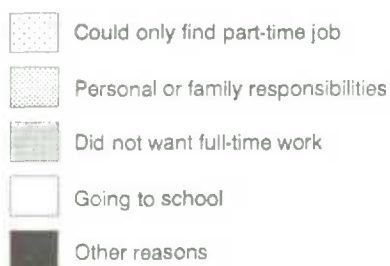 Could only find part-time job
Personal or family responsibilities
Did not want full-time work
Going to school
Other reasons